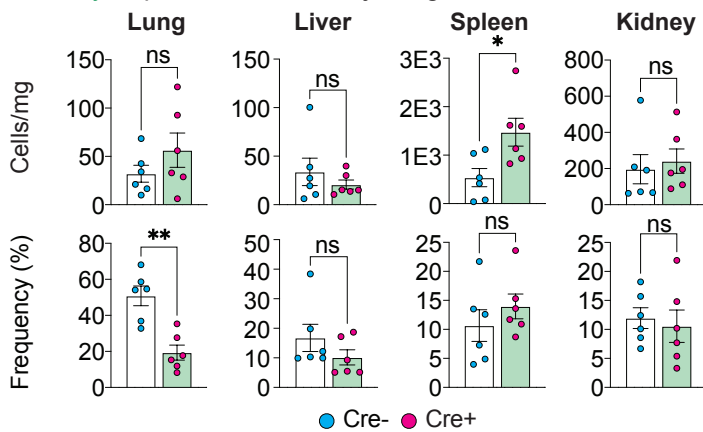 Lung Liver Spleen Kidney
Cells/mg
150 100 50 0 ns
150 100 50 0 ns
3E3 2E3 1E3 0 *
800 600 400 200 0 ns
Frequency (%)
80 60 40 20 0 **
50 40 30 20 10 0 ns
25 20 15 10 5 0 ns
25 20 15 10 5 0 ns
Cre- Cre+